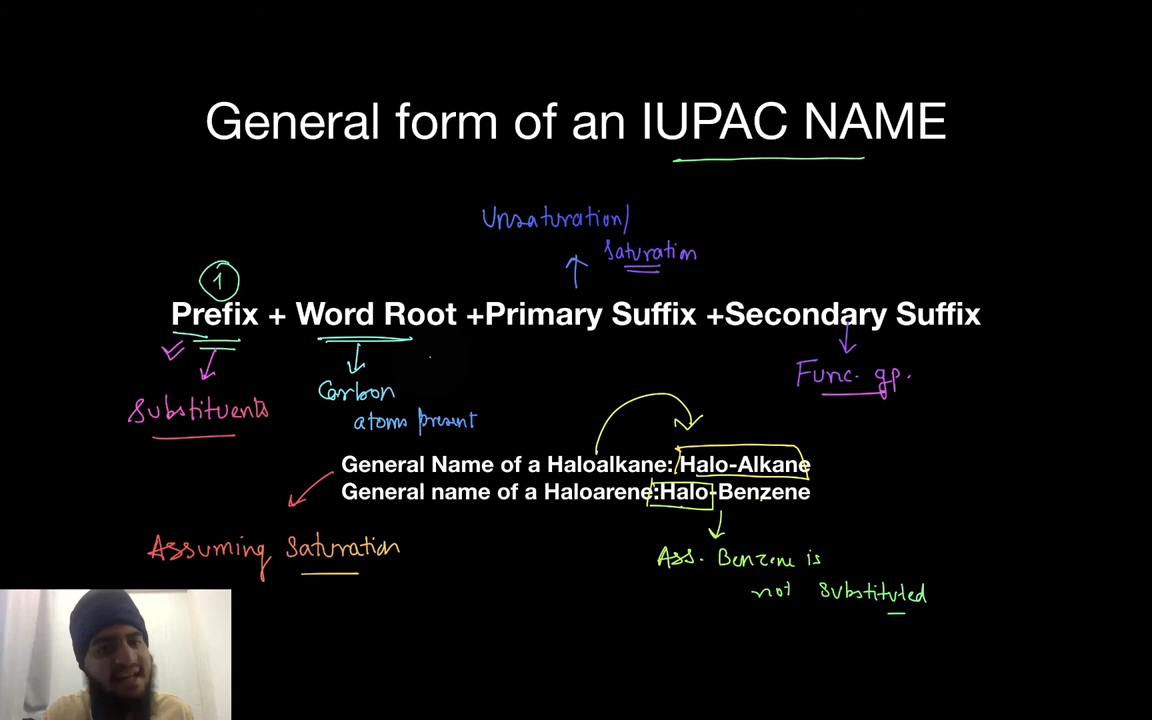 General form of an IUPAC NAME
Unsaturation/
Saturation
1
Prefix + Word Root +Primary Suffix +Secondary Suffix
Func. gp.
Carbon
Substituents
atoms present
General Name of a Haloalkane: Halo-Alkane
General name of a Haloarene:Halo-Benzene
Assuming Saturation
Ass. Benzene is
not Substituted